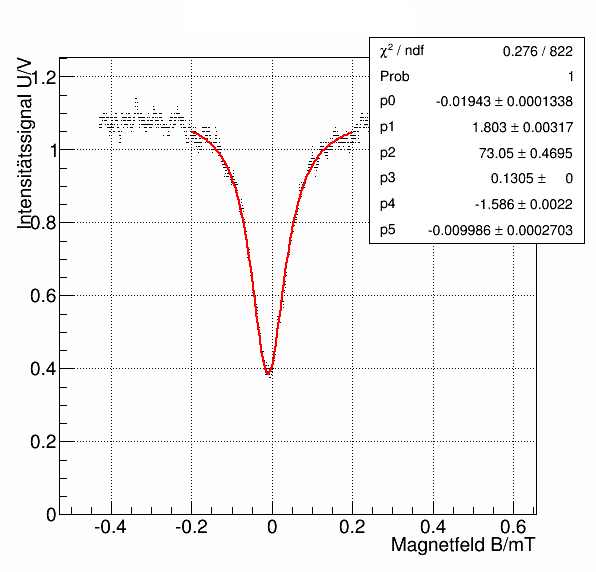 χ² / ndf 0.276 / 822
Prob 1
p0 -0.01943 ± 0.0001338
p1 1.803 ± 0.00317
p2 73.05 ± 0.4695
p3 0.1305 ± 0
p4 -1.586 ± 0.0022
p5 -0.009986 ± 0.0002703
Intensitätssignal U/V
1.2
1
0.8
0.6
0.4
0.2
0
-0.4 -0.2 0 0.2 0.4 0.6
Magnetfeld B/mT